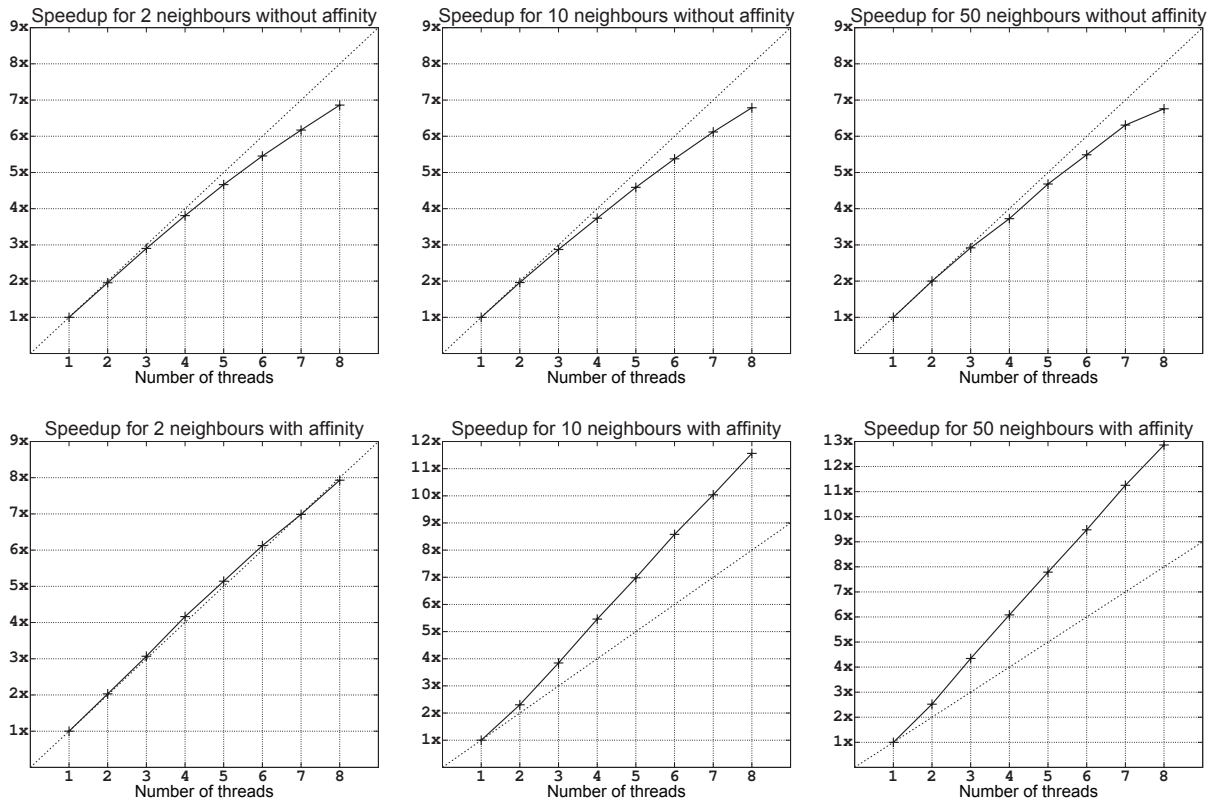 Speedup for 2 neighbours without affinity
9x
8x
7x
6x
5x
4x
3x
2x
1x
1 2 3 4 5 6 7 8
Number of threads
Speedup for 10 neighbours without affinity
9x
8x
7x
6x
5x
4x
3x
2x
1x
1 2 3 4 5 6 7 8
Number of threads
Speedup for 50 neighbours without affinity
9x
8x
7x
6x
5x
4x
3x
2x
1x
1 2 3 4 5 6 7 8
Number of threads
Speedup for 2 neighbours with affinity
9x
8x
7x
6x
5x
4x
3x
2x
1x
1 2 3 4 5 6 7 8
Number of threads
Speedup for 10 neighbours with affinity
12x
11x
10x
9x
8x
7x
6x
5x
4x
3x
2x
1x
1 2 3 4 5 6 7 8
Number of threads
Speedup for 50 neighbours with affinity
13x
12x
11x
10x
9x
8x
7x
6x
5x
4x
3x
2x
1x
1 2 3 4 5 6 7 8
Number of threads